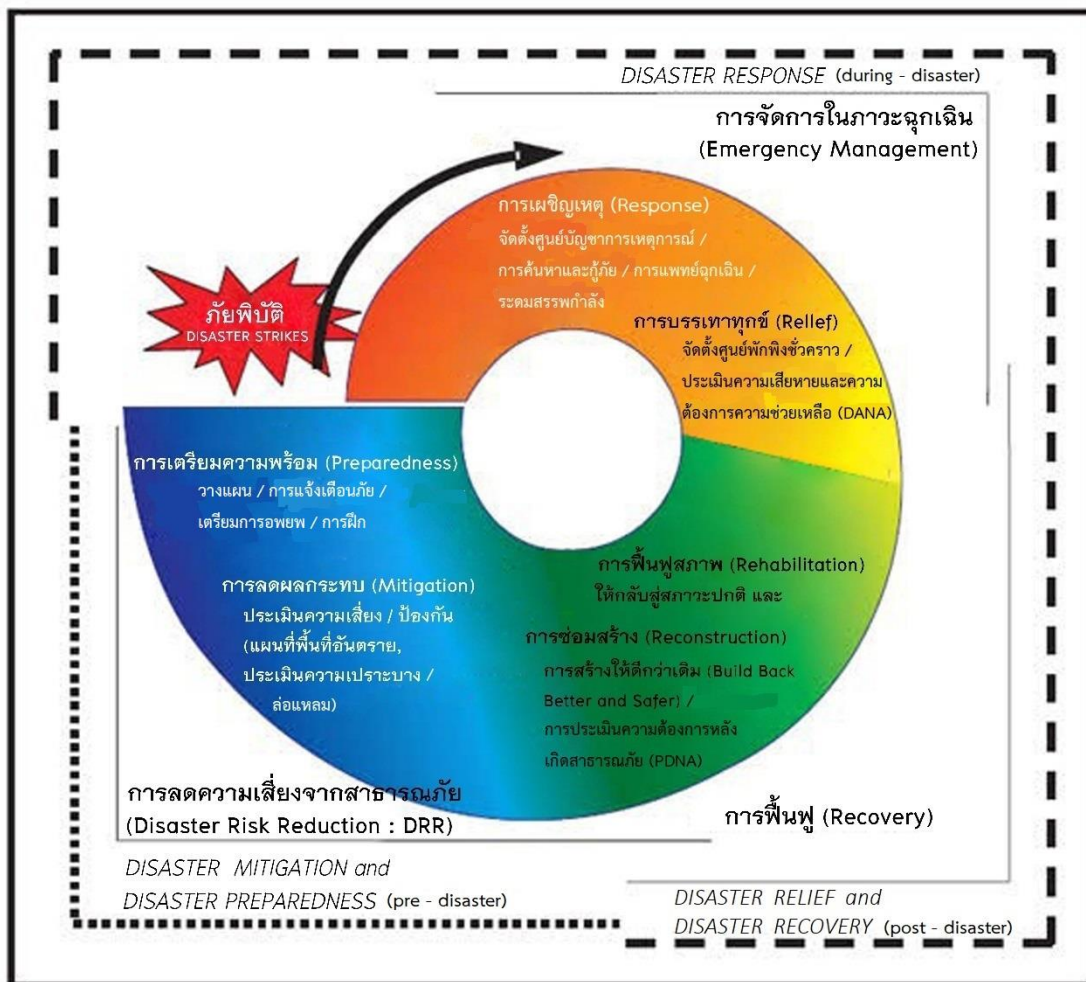 DISASTER RESPONSE (during - disaster)
การจัดการในภาวะฉุกเฉิน
(Emergency Management)
การเผชิญเหตุ (Response)
จัดตั้งศูนย์บัญชาการเหตุการณ์ /
การค้นหาและกู้ภัย / การแพทย์ฉุกเฉิน /
ระดมสรรพกำลัง
ภัยพิบัติ
DISASTER STRIKES
การบรรเทาทุกข์ (Rellef)
จัดตั้งศูนย์พักพิงชั่วคราว /
ประเมินความเสียหายและความ
ต้องการความช่วยเหลือ (DANA)
การเตรียมความพร้อม (Preparedness)
วางแผน / การแจ้งเตือนภัย /
เตรียมการอพยพ / การฝึก
การลดผลกระทบ (Mitigation)
ประเมินความเสี่ยง / ป้องกัน
(แผนที่พื้นที่อันตราย,
ประเมินความเปราะบาง /
ล่อแหลม)
การฟื้นฟูสภาพ (Rehabilitation)
ให้กลับสู่สภาวะปกติ และ
การซ่อมสร้าง (Reconstruction)
การสร้างให้ดีกว่าเดิม (Build Back
Better and Safer) /
การประเมินความต้องการหลัง
เกิดสาธารณภัย (PDNA)
การลดความเสี่ยงจากสาธารณภัย
(Disaster Risk Reduction : DRR)
การฟื้นฟู (Recovery)
DISASTER MITIGATION and
DISASTER PREPAREDNESS (pre - disaster)
DISASTER RELIEF and
DISASTER RECOVERY (post - disaster)